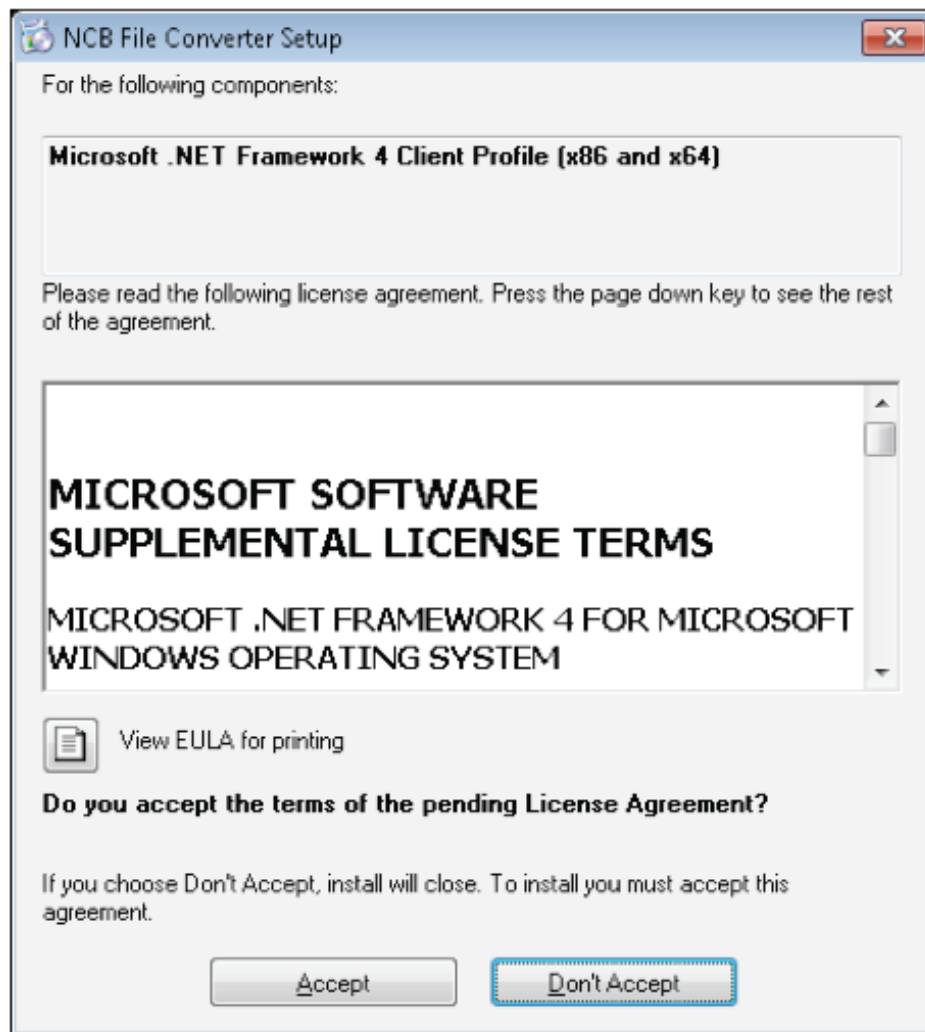 NCB File Converter Setup
For the following components:
Microsoft .NET Framework 4 Client Profile (x86 and x64)
Please read the following license agreement. Press the page down key to see the rest
of the agreement.
MICROSOFT SOFTWARE
SUPPLEMENTAL LICENSE TERMS
MICROSOFT .NET FRAMEWORK 4 FOR MICROSOFT
WINDOWS OPERATING SYSTEM
View EULA for printing
Do you accept the terms of the pending License Agreement?
If you choose Don't Accept, install will close. To install you must accept this
agreement.
Accept
Don't Accept